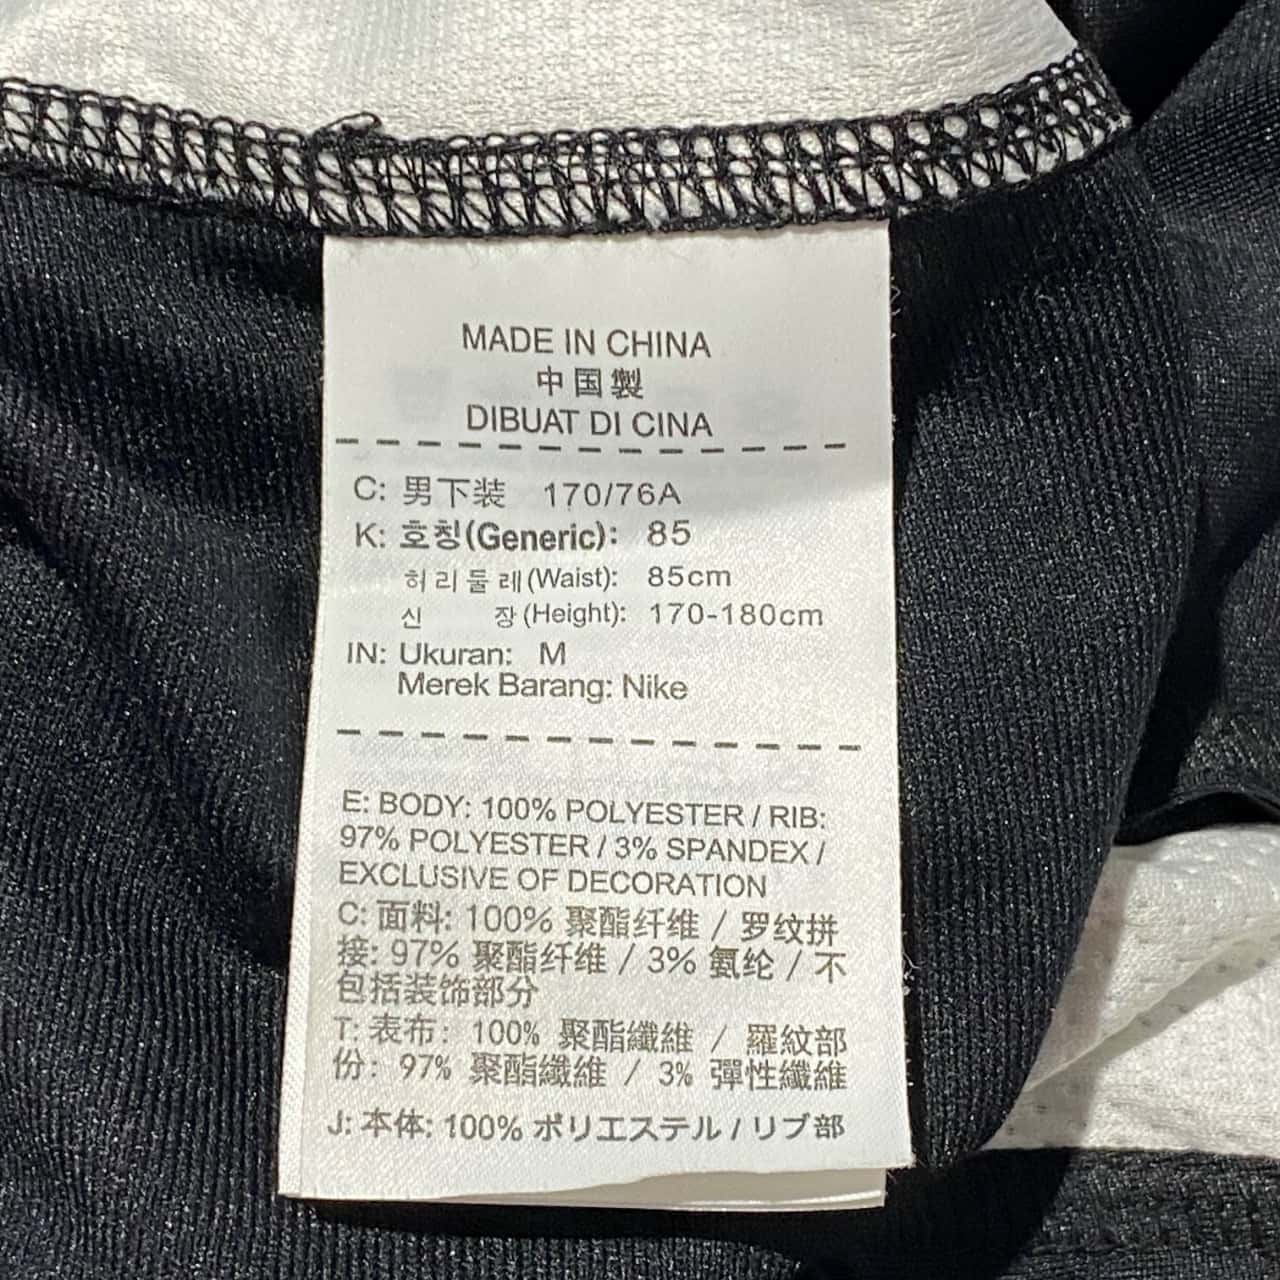 MADE IN CHINA
中国製
DIBUAT DI CINA
C: 男下装 170/76A
K: 호칭(Generic): 85
허리둘레(Waist): 85cm
신 장(Height): 170-180cm
IN: Ukuran: M
Merek Barang: Nike
E: BODY: 100% POLYESTER / RIB:
97% POLYESTER / 3% SPANDEX /
EXCLUSIVE OF DECORATION
C: 面料: 100% 聚酯纤维 / 罗纹拼
接: 97% 聚酯纤维 / 3% 氨纶 / 不
包括装饰部分
T: 表布: 100% 聚酯纖維 / 羅紋部
份: 97% 聚酯纖維 / 3% 彈性纖維
J: 本体: 100% ポリエステル / リブ部